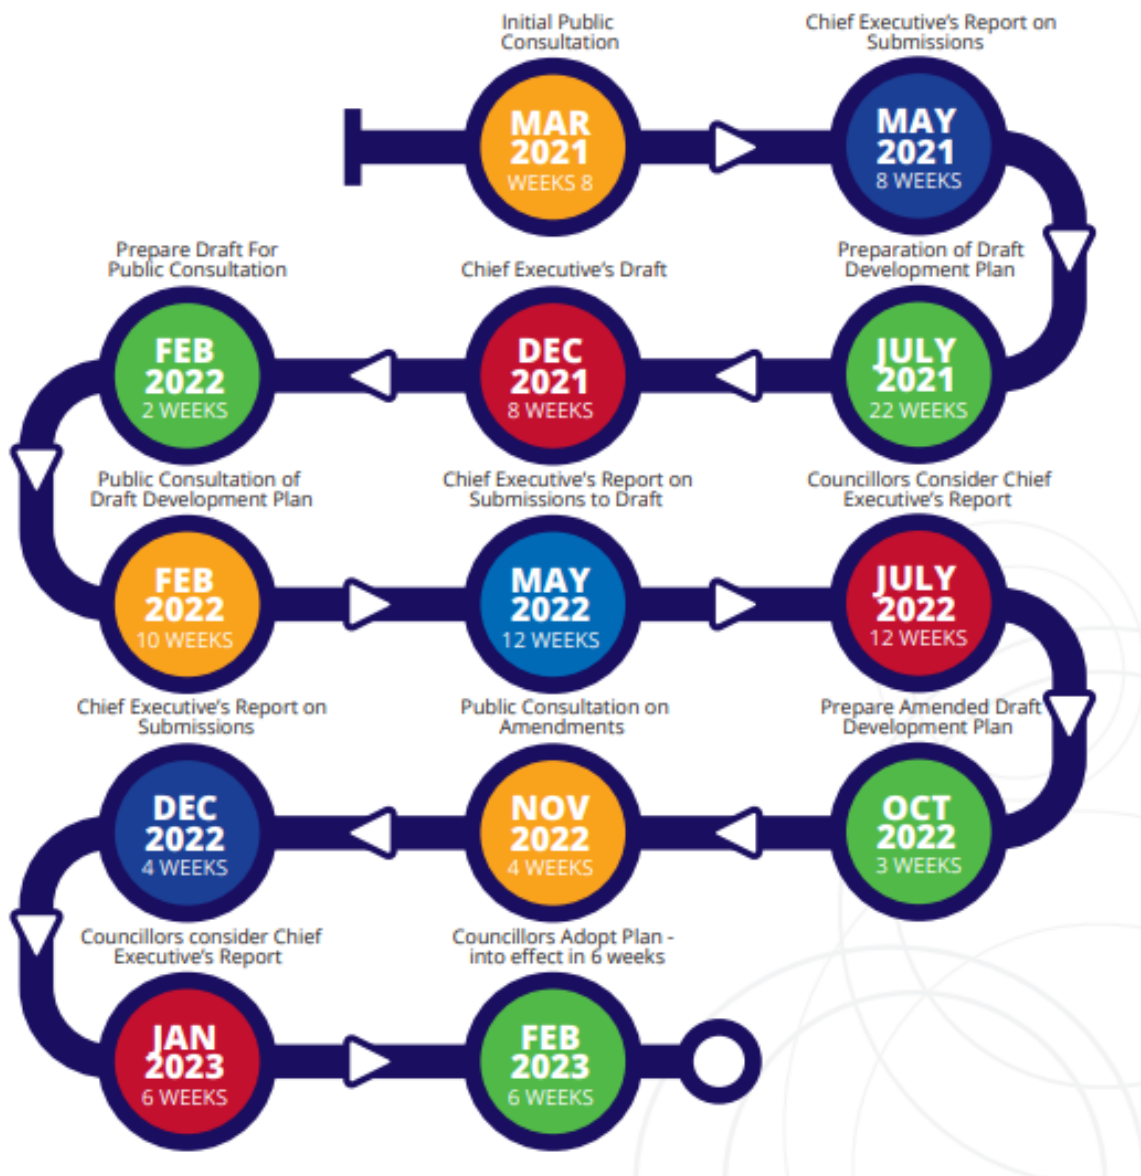 Initial Public
Consultation
MAR
2021
WEEKS 8
Chief Executive's Report on
Submissions
MAY
2021
8 WEEKS
Preparation of Draft
Development Plan
JULY
2021
22 WEEKS
Chief Executive's Draft
DEC
2021
8 WEEKS
Prepare Draft For
Public Consultation
FEB
2022
2 WEEKS
Public Consultation of
Draft Development Plan
FEB
2022
10 WEEKS
Chief Executive's Report on
Submissions to Draft
MAY
2022
12 WEEKS
Councillors Consider Chief
Executive's Report
JULY
2022
12 WEEKS
Prepare Amended Draft
Development Plan
OCT
2022
3 WEEKS
Public Consultation on
Amendments
NOV
2022
4 WEEKS
Chief Executive's Report on
Submissions
DEC
2022
4 WEEKS
Councillors consider Chief
Executive's Report
JAN
2023
6 WEEKS
Councillors Adopt Plan -
into effect in 6 weeks
FEB
2023
6 WEEKS